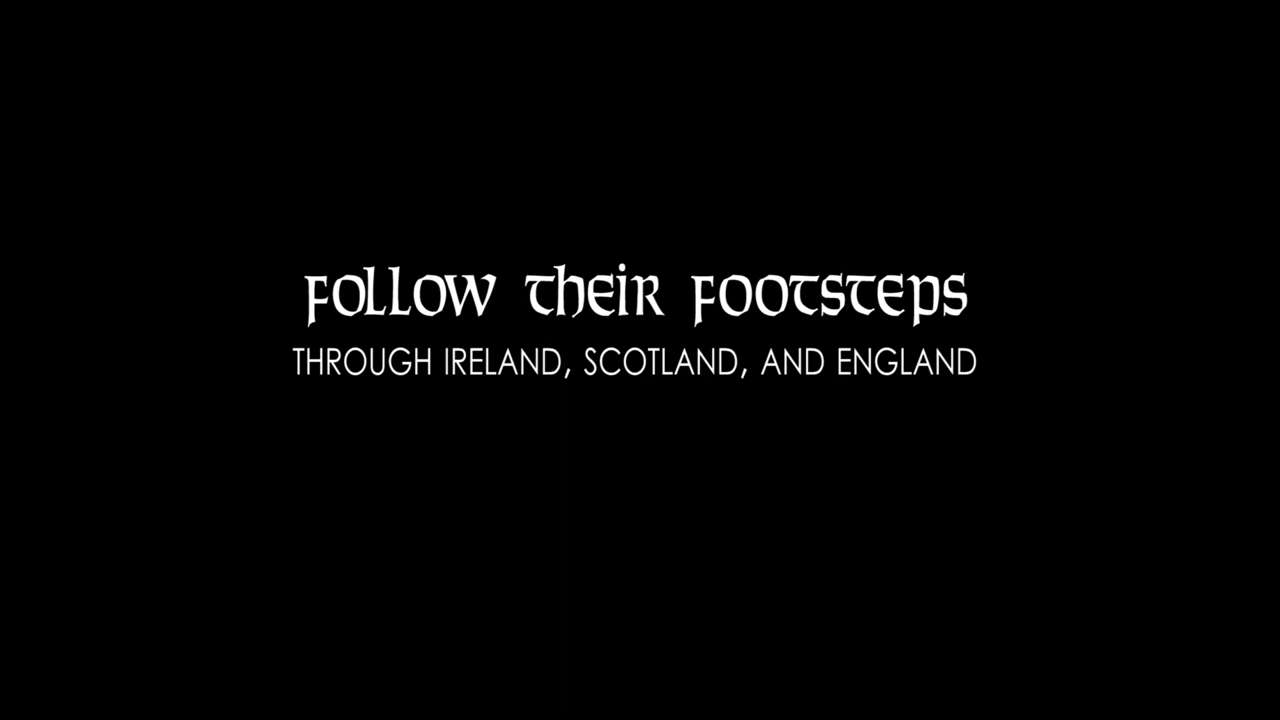 Follow their Footsteps
THROUGH IRELAND, SCOTLAND, AND ENGLAND